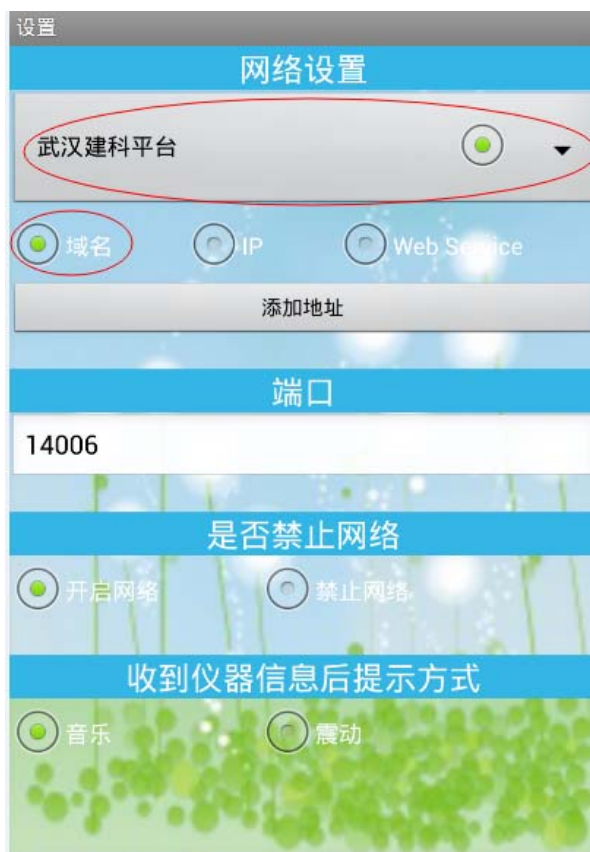 设置
网络设置
武汉建科平台
域名 IP Web Service
添加地址
端口
14006
是否禁止网络
开启网络 禁止网络
收到仪器信息后提示方式
音乐 震动